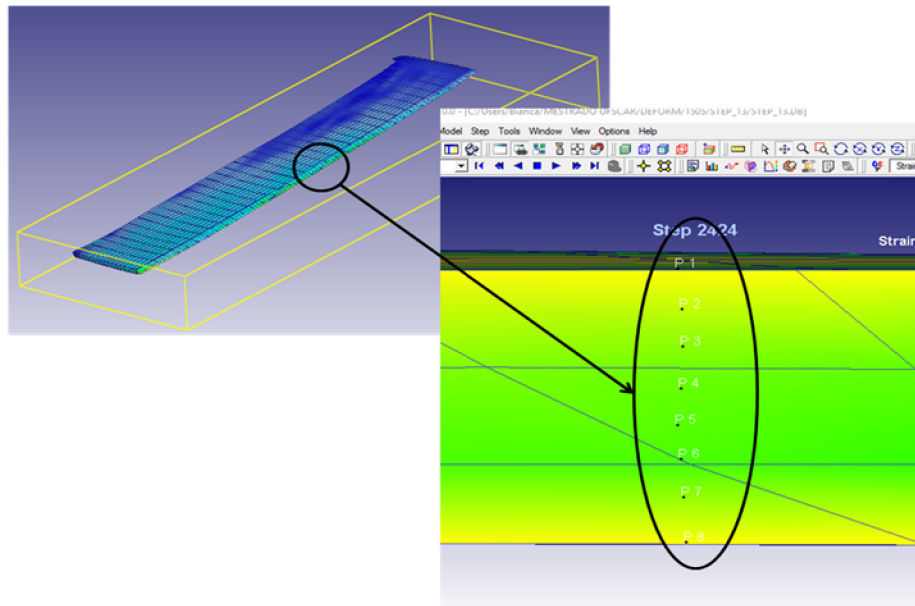 0.0 - [C:/Users/Bianca/MESTRADO UFSCAR/DEFORM/1505/STEP_13/STEP_13.DB]
Model Step Tools Window View Options Help
Strai
Step 2424
Strain
P 1
P 2
P 3
P 4
P 5
P 6
P 7
P 8